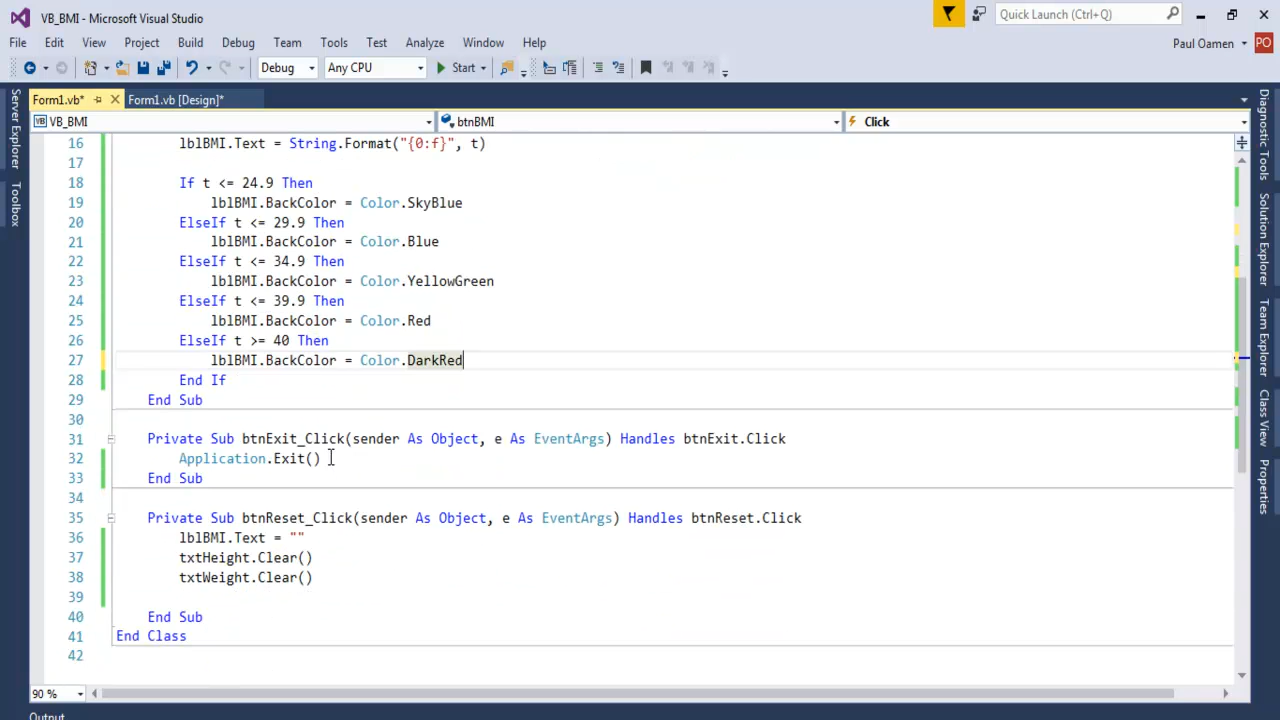 VB_BMI - Microsoft Visual Studio
Quick Launch (Ctrl+Q)
File Edit View Project Build Debug Team Tools Test Analyze Window Help
Paul Oamen PO
Debug Any CPU Start
Form1.vb* Form1.vb [Design]*
VB VB_BMI btnBMI Click
Server Explorer
Toolbox
Diagnostic Tools
Solution Explorer
Team Explorer
Class View
Properties
16 lblBMI.Text = String.Format("{0:f}", t)
17
18 If t <= 24.9 Then
19 lblBMI.BackColor = Color.SkyBlue
20 ElseIf t <= 29.9 Then
21 lblBMI.BackColor = Color.Blue
22 ElseIf t <= 34.9 Then
23 lblBMI.BackColor = Color.YellowGreen
24 ElseIf t <= 39.9 Then
25 lblBMI.BackColor = Color.Red
26 ElseIf t >= 40 Then
27 lblBMI.BackColor = Color.DarkRed
28 End If
29 End Sub
30
31 Private Sub btnExit_Click(sender As Object, e As EventArgs) Handles btnExit.Click
32 Application.Exit()
33 End Sub
34
35 Private Sub btnReset_Click(sender As Object, e As EventArgs) Handles btnReset.Click
36 lblBMI.Text = ""
37 txtHeight.Clear()
38 txtWeight.Clear()
39
40 End Sub
41 End Class
42
90 %
Output